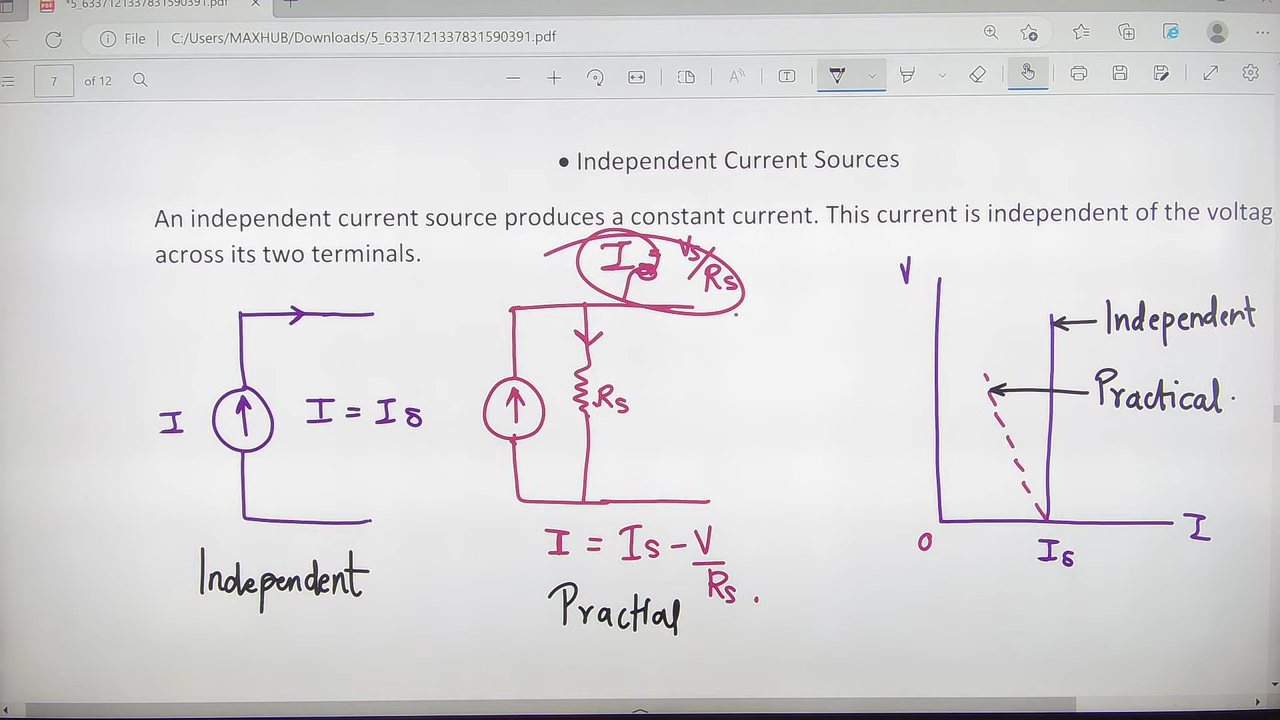 *5_6337121337831590391.pdf
File | C:/Users/MAXHUB/Downloads/5_6337121337831590391.pdf
7 of 12
• Independent Current Sources
An independent current source produces a constant current. This current is independent of the voltag
across its two terminals.
I
Vs/Rs
V
Independent
Practical.
I
I = Is
Rs
I = Is - V/Rs.
O
Is
I
Independent
Practial